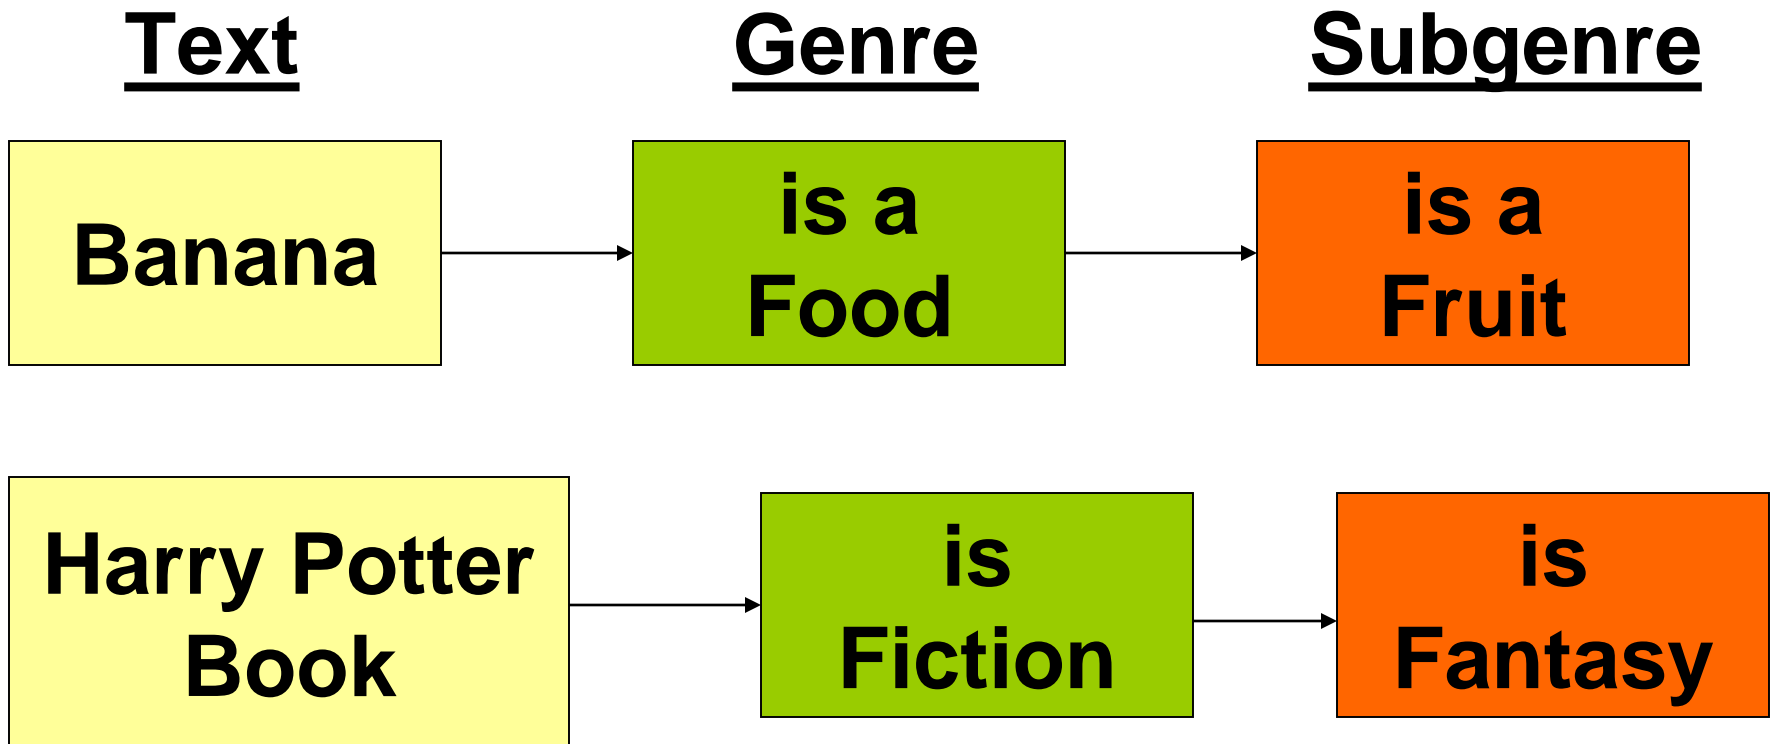 Text Genre Subgenre
Banana
is a
Food
is a
Fruit
Harry Potter
Book
is
Fiction
is
Fantasy